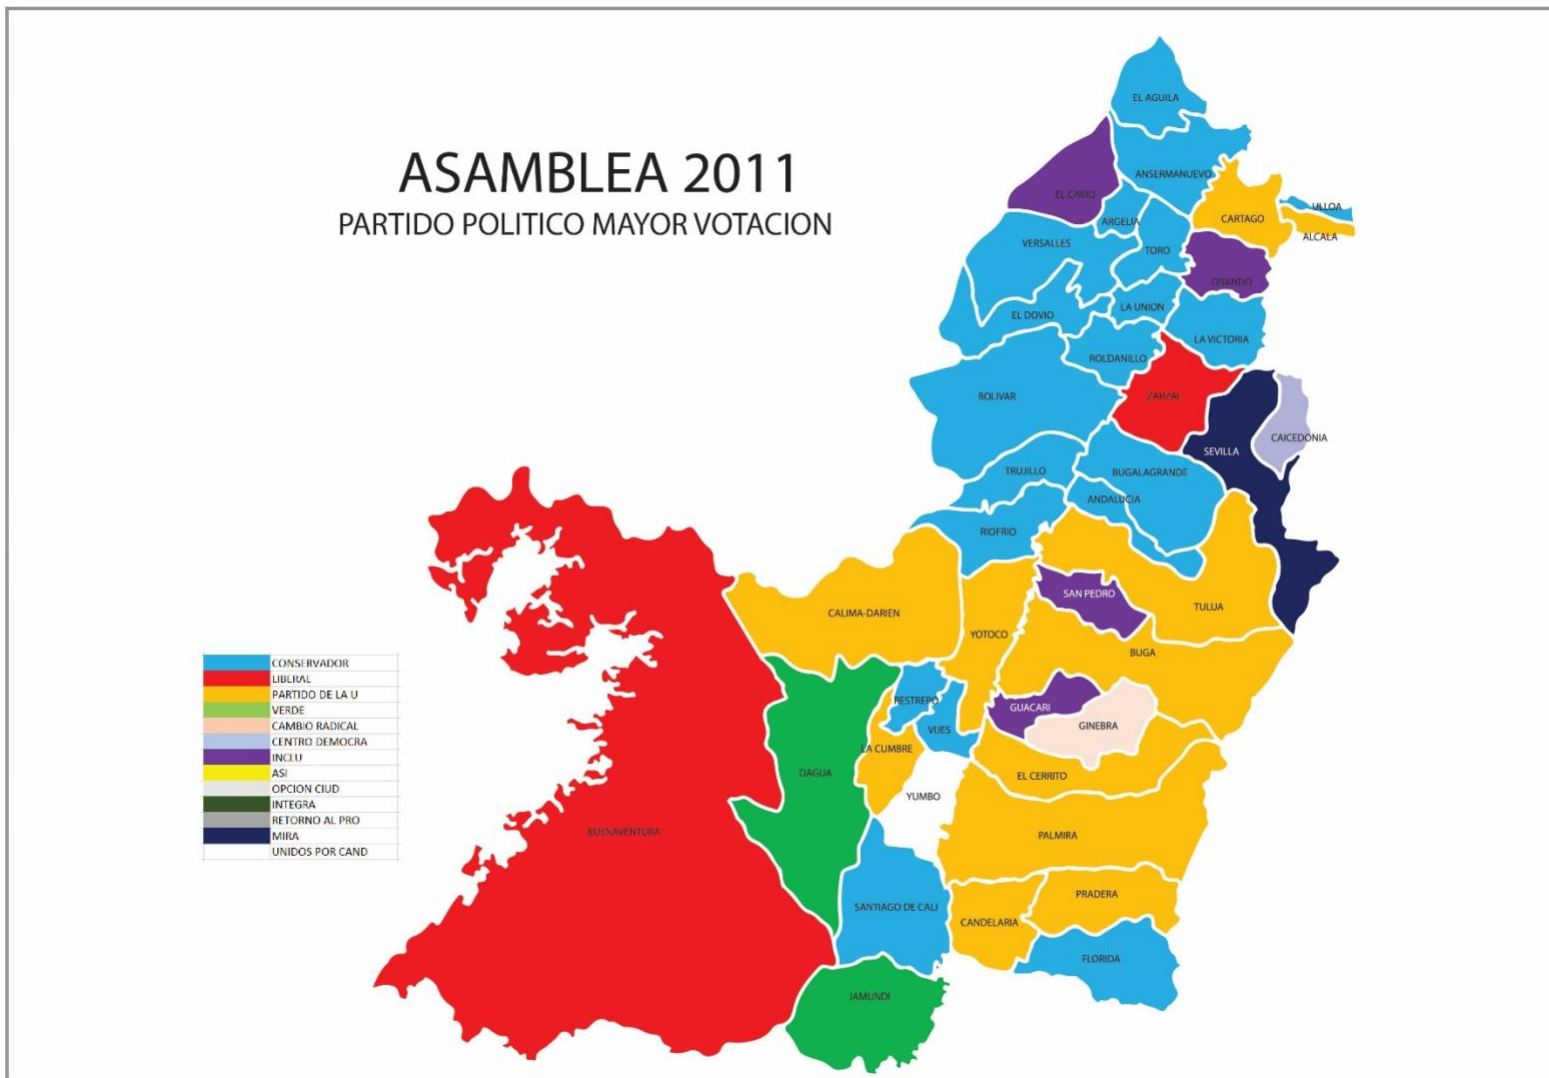 ASAMBLEA 2011
PARTIDO POLITICO MAYOR VOTACION
EL AGUILA
ANSERMANUEVO
EL CAIRO
ULLOA
ARGELIA
CARTAGO
ALCALA
VERSALLES
TORO
OBANDO
LA UNION
EL DOVIO
LA VICTORIA
ROLDANILLO
BOLIVAR
ZARZAL
CAICEDONIA
SEVILLA
TRUJILLO
BUGALAGRANDE
ANDALUCIA
RIOFRIO
SAN PEDRO
TULUA
CALIMA-DARIEN
YOTOCO
BUGA
RESTREPO
GUACARI
VIJES
GINEBRA
LA CUMBRE
DAGUA
EL CERRITO
YUMBO
BUENAVENTURA
PALMIRA
PRADERA
SANTIAGO DE CALI
CANDELARIA
FLORIDA
JAMUNDI
CONSERVADOR
LIBERAL
PARTIDO DE LA U
VERDE
CAMBIO RADICAL
CENTRO DEMOCRA
INCLU
ASI
OPCION CIUD
INTEGRA
RETORNO AL PRO
MIRA
UNIDOS POR CAND